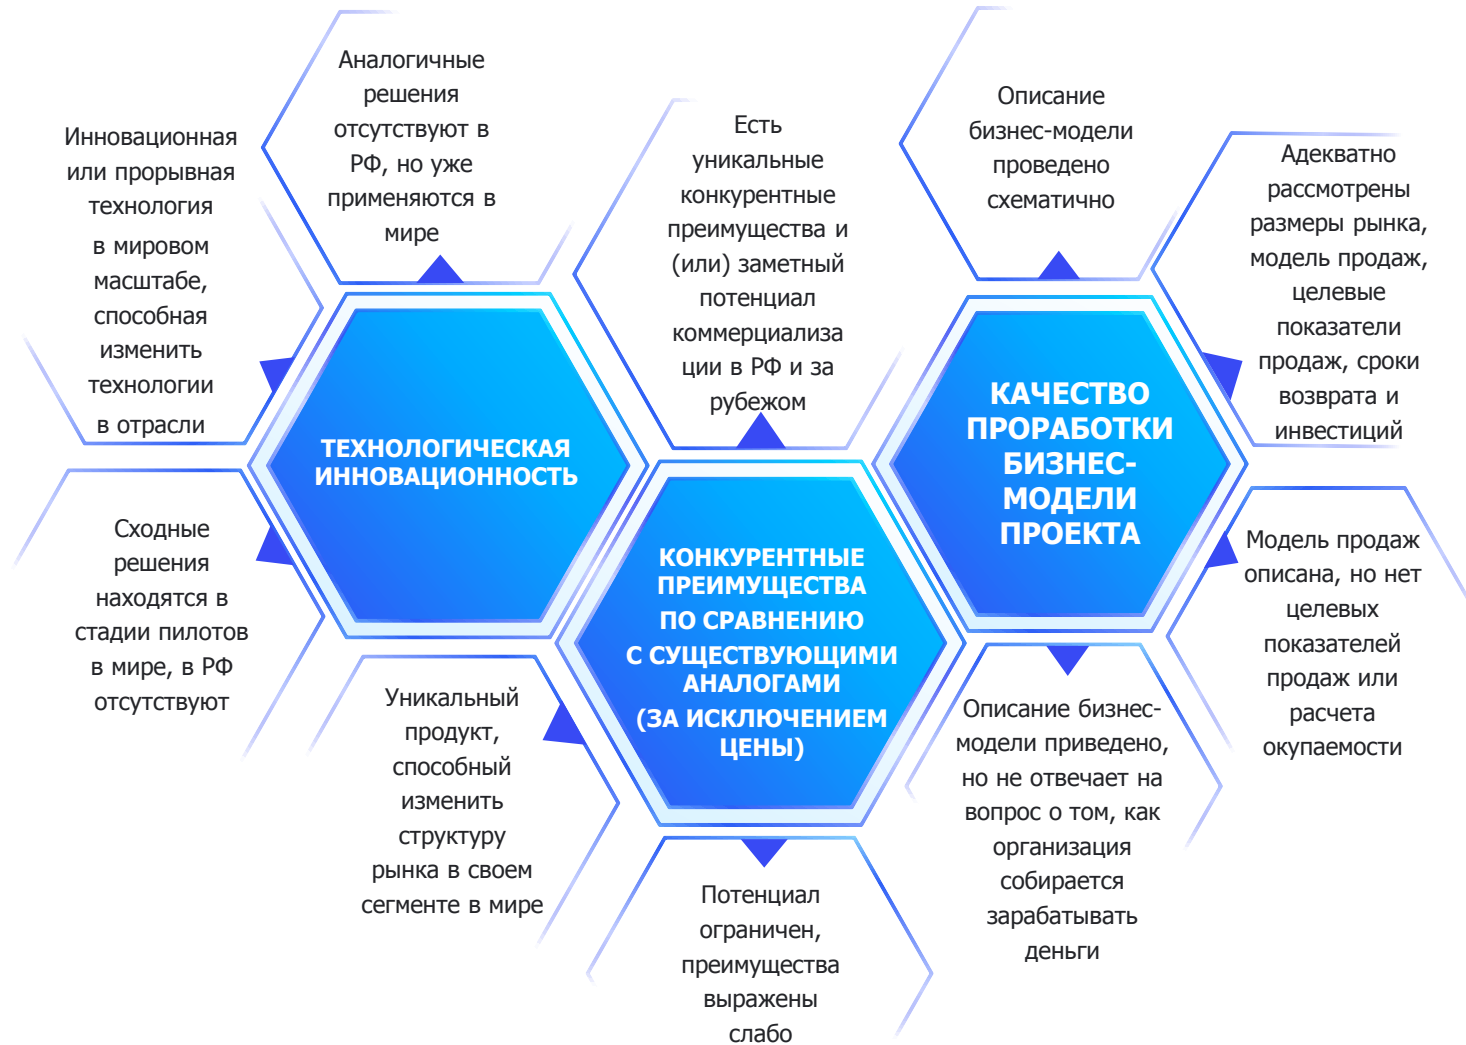 Аналогичные
решения
отсутствуют в
РФ, но уже
применяются в
мире
Инновационная
или прорывная
технология
в мировом
масштабе,
способная
изменить
технологии
в отрасли
Сходные
решения
находятся в
стадии пилотов
в мире, в РФ
отсутствуют
ТЕХНОЛОГИЧЕСКАЯ
ИННОВАЦИОННОСТЬ
Есть
уникальные
конкурентные
преимущества и
(или) заметный
потенциал
коммерциализа
ции в РФ и за
рубежом
Уникальный
продукт,
способный
изменить
структуру
рынка в своем
сегменте в мире
КОНКУРЕНТНЫЕ
ПРЕИМУЩЕСТВА
ПО СРАВНЕНИЮ
С СУЩЕСТВУЮЩИМИ
АНАЛОГАМИ
(ЗА ИСКЛЮЧЕНИЕМ
ЦЕНЫ)
Потенциал
ограничен,
преимущества
выражены
слабо
Описание
бизнес-модели
проведено
схематично
Адекватно
рассмотрены
размеры рынка,
модель продаж,
целевые
показатели
продаж, сроки
возврата и
инвестиций
КАЧЕСТВО
ПРОРАБОТКИ
БИЗНЕС-
МОДЕЛИ
ПРОЕКТА
Модель продаж
описана, но нет
целевых
показателей
продаж или
расчета
окупаемости
Описание бизнес-
модели приведено,
но не отвечает на
вопрос о том, как
организация
собирается
зарабатывать
деньги